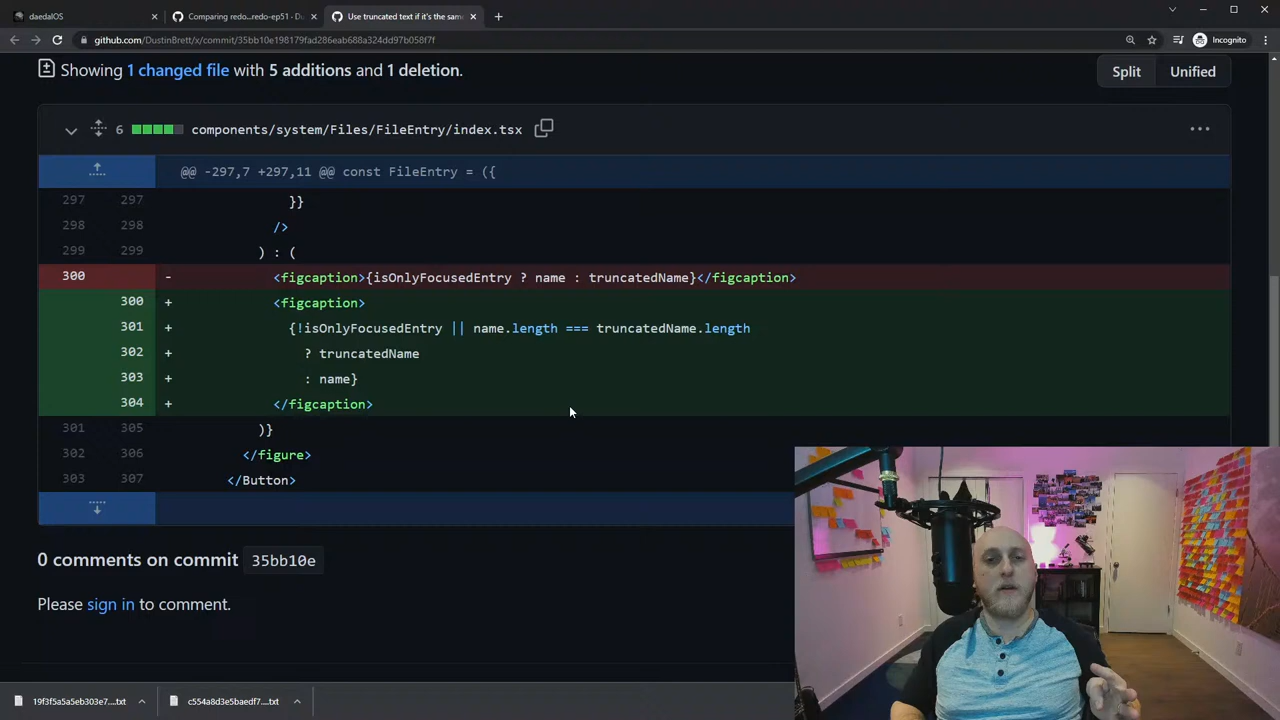 daedalOS
Comparing redo...redo-ep51 · Du
Use truncated text if it's the sam
github.com/DustinBrett/x/commit/35bb10e198179fad286eab688a324dd97b058f7f
Incognito
Showing 1 changed file with 5 additions and 1 deletion.
Split
Unified
6 components/system/Files/FileEntry/index.tsx
@@ -297,7 +297,11 @@ const FileEntry = ({
297 297 }}
298 298 />
299 299 ) : (
300 - <figcaption>{isOnlyFocusedEntry ? name : truncatedName}</figcaption>
300 + <figcaption>
301 + {!isOnlyFocusedEntry || name.length === truncatedName.length
302 + ? truncatedName
303 + : name}
304 + </figcaption>
301 305 )}
302 306 </figure>
303 307 </Button>
0 comments on commit 35bb10e
Please sign in to comment.
19f3f5a5a5eb303e7....txt
c554a8d3e5baedf7....txt